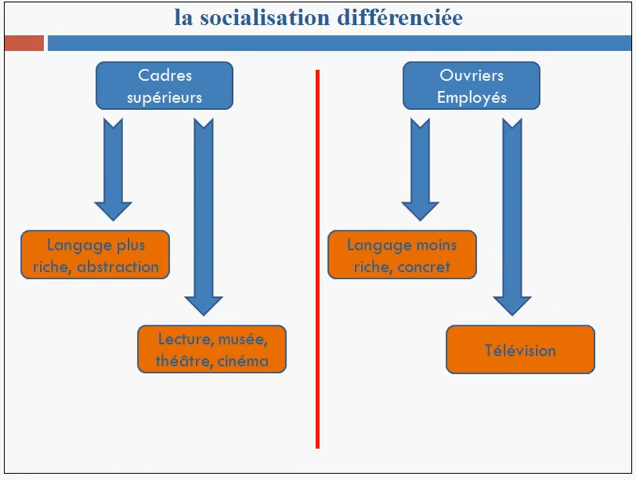 la socialisation différenciée
Cadres
supérieurs
Langage plus
riche, abstraction
Lecture, musée,
théâtre, cinéma
Ouvriers
Employés
Langage moins
riche, concret
Télévision